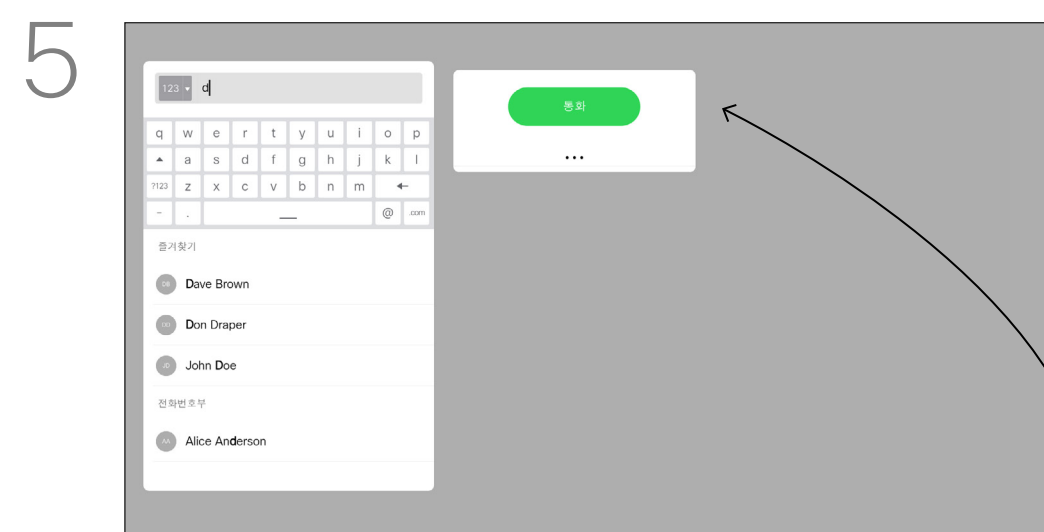 5
123 d
통화
q w e r t y u i o p
a s d f g h j k l
?123 z x c v b n m
- . @ .com
즐겨찾기
DB Dave Brown
DD Don Draper
JD John Doe
전화번호부
AA Alice Anderson